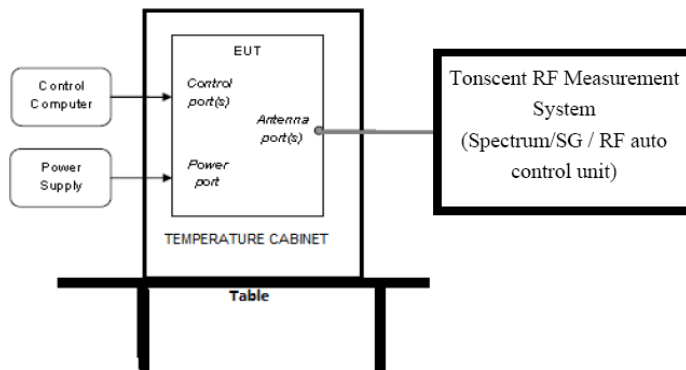 EUT
Control
Computer
Control
port(s)
Antenna
port(s)
Power
Supply
Power
port
TEMPERATURE CABINET
Table
Tonscent RF Measurement
System
(Spectrum/SG / RF auto
control unit)